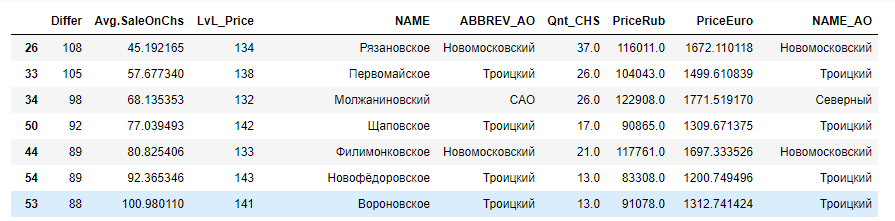 Differ Avg.SaleOnChs LvL_Price NAME ABBREV_AO Qnt_CHS PriceRub PriceEuro NAME_AO
26 108 45.192165 134 Рязановское Новомосковский 37.0 116011.0 1672.110118 Новомосковский
33 105 57.677340 138 Первомайское Троицкий 26.0 104043.0 1499.610839 Троицкий
34 98 68.135353 132 Молжаниновский САО 26.0 122908.0 1771.519170 Северный
50 92 77.039493 142 Щаповское Троицкий 17.0 90865.0 1309.671375 Троицкий
44 89 80.825406 133 Филимонковское Новомосковский 21.0 117761.0 1697.333526 Новомосковский
54 89 92.365346 143 Новофёдоровское Троицкий 13.0 83308.0 1200.749496 Троицкий
53 88 100.980110 141 Вороновское Троицкий 13.0 91078.0 1312.741424 Троицкий